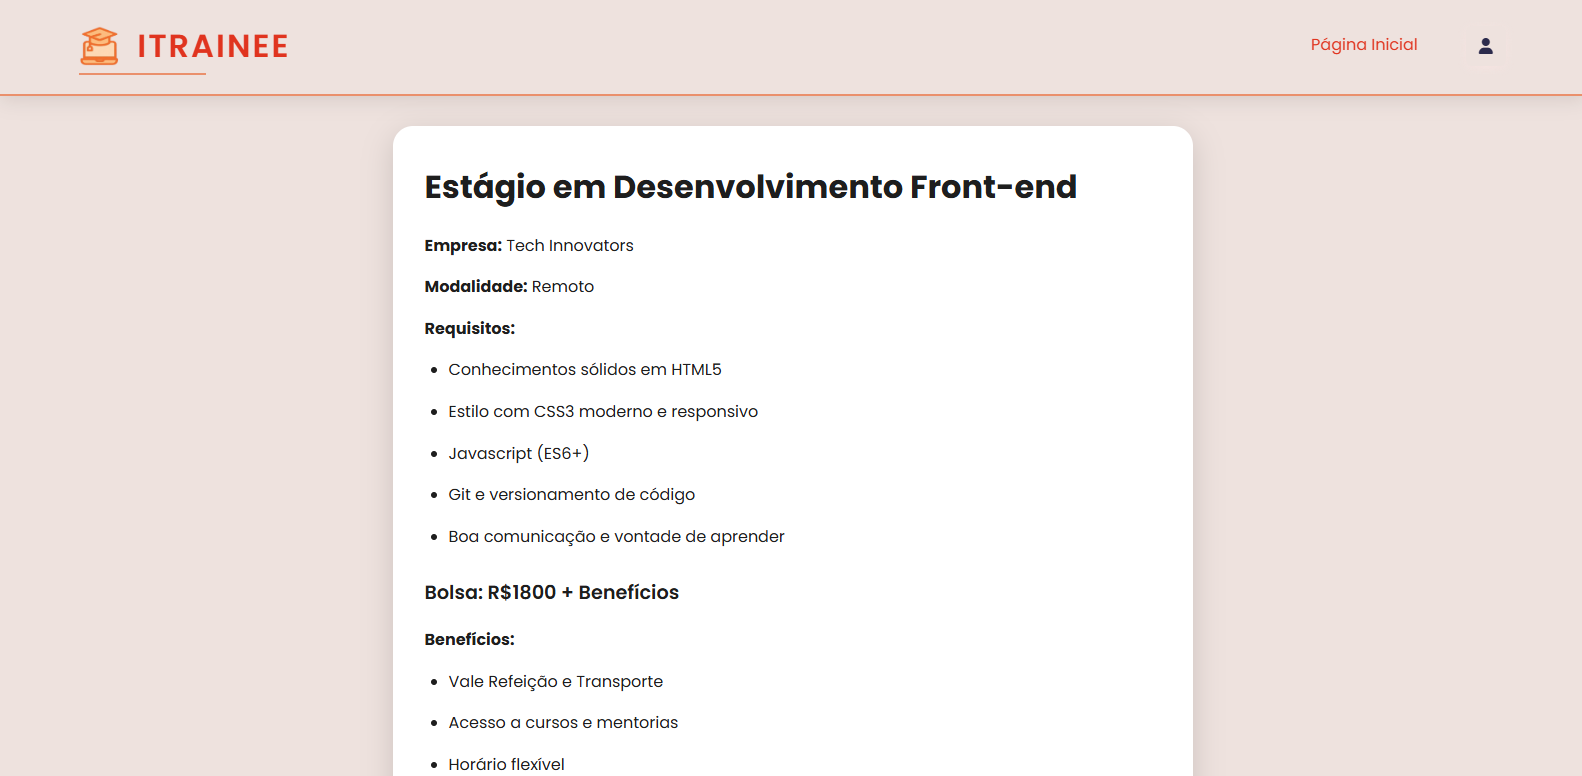 ITRAINEE
Página Inicial
Estágio em Desenvolvimento Front-end
Empresa: Tech Innovators
Modalidade: Remoto
Requisitos:
• Conhecimentos sólidos em HTML5
• Estilo com CSS3 moderno e responsivo
• Javascript (ES6+)
• Git e versionamento de código
• Boa comunicação e vontade de aprender
Bolsa: R$1800 + Benefícios
Benefícios:
• Vale Refeição e Transporte
• Acesso a cursos e mentorias
• Horário flexível